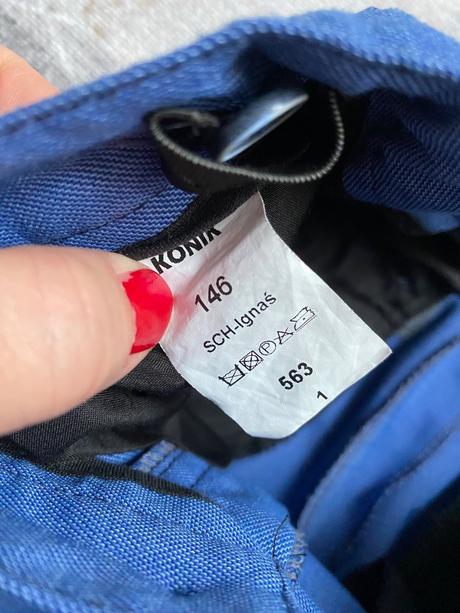 KONIK
146
SCH-Ignaś
P A
563
1